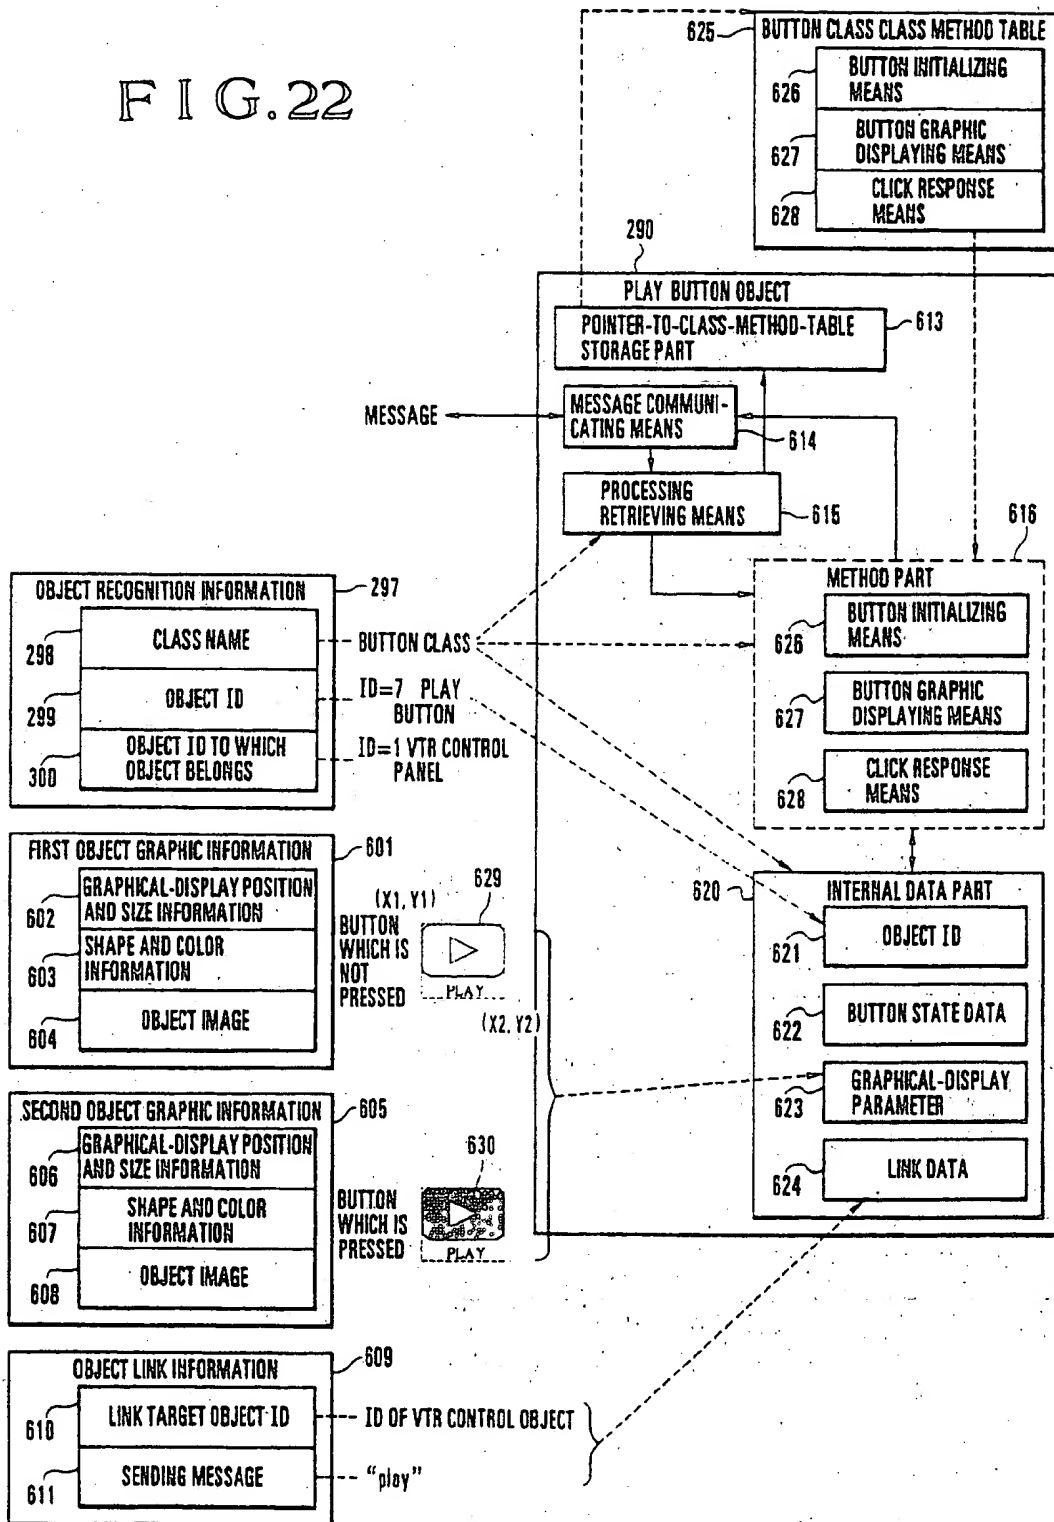 FIG.22
625
BUTTON CLASS CLASS METHOD TABLE
626
BUTTON INITIALIZING
MEANS
627
BUTTON GRAPHIC
DISPLAYING MEANS
628
CLICK RESPONSE
MEANS
290
PLAY BUTTON OBJECT
POINTER-TO-CLASS-METHOD-TABLE
STORAGE PART
613
MESSAGE
MESSAGE COMMUNI-
CATING MEANS
614
PROCESSING
RETRIEVING MEANS
615
616
METHOD PART
626
BUTTON INITIALIZING
MEANS
627
BUTTON GRAPHIC
DISPLAYING MEANS
628
CLICK RESPONSE
MEANS
OBJECT RECOGNITION INFORMATION
297
298
CLASS NAME
BUTTON CLASS
299
OBJECT ID
ID=7 PLAY
BUTTON
300
OBJECT ID TO WHICH
OBJECT BELONGS
ID=1 VTR CONTROL
PANEL
FIRST OBJECT GRAPHIC INFORMATION
601
602
GRAPHICAL-DISPLAY POSITION
AND SIZE INFORMATION
603
SHAPE AND COLOR
INFORMATION
604
OBJECT IMAGE
BUTTON
WHICH IS
NOT
PRESSED
(X1, Y1)
629
PLAY
(X2, Y2)
620
INTERNAL DATA PART
621
OBJECT ID
622
BUTTON STATE DATA
623
GRAPHICAL-DISPLAY
PARAMETER
624
LINK DATA
SECOND OBJECT GRAPHIC INFORMATION
605
606
GRAPHICAL-DISPLAY POSITION
AND SIZE INFORMATION
607
SHAPE AND COLOR
INFORMATION
608
OBJECT IMAGE
BUTTON
WHICH IS
PRESSED
630
PLAY
OBJECT LINK INFORMATION
609
610
LINK TARGET OBJECT ID
ID OF VTR CONTROL OBJECT
611
SENDING MESSAGE
"play"